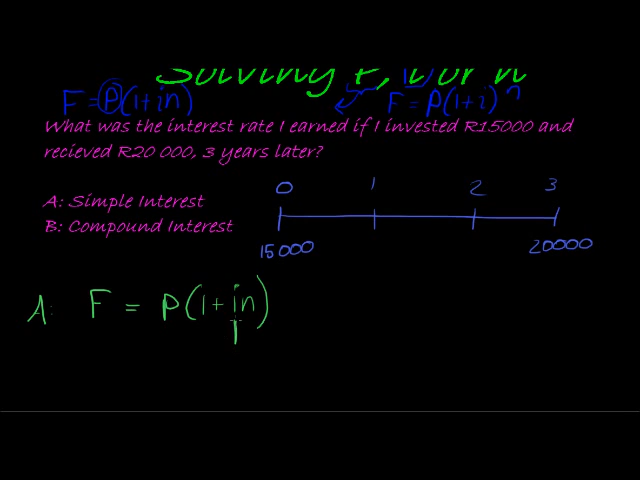 Solving P, i or n
F = P(1+in) F = P(1+i)^n
What was the interest rate I earned if I invested R15000 and
recieved R20 000, 3 years later?
A: Simple Interest
B: Compound Interest
0 1 2 3
15000 20000
A: F = P(1+in)